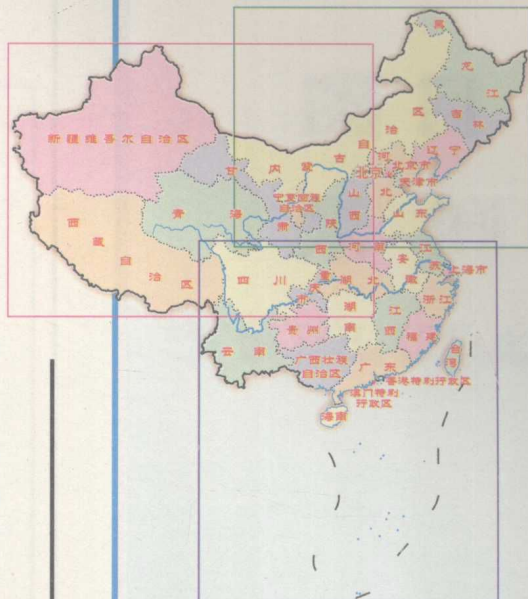 黑
龙
江
吉林
辽宁
内蒙古自治区
新疆维吾尔自治区
甘肃
北京市
天津市
河北
山西
宁夏回族
自治区
青海
陕西
山东
河南
西藏自治区
四川
重庆市
湖北
安徽
江苏
上海市
浙江
湖南
江西
贵州
福建
云南
广西壮族
自治区
广东
台湾
香港特别行政区
澳门特别
行政区
海南